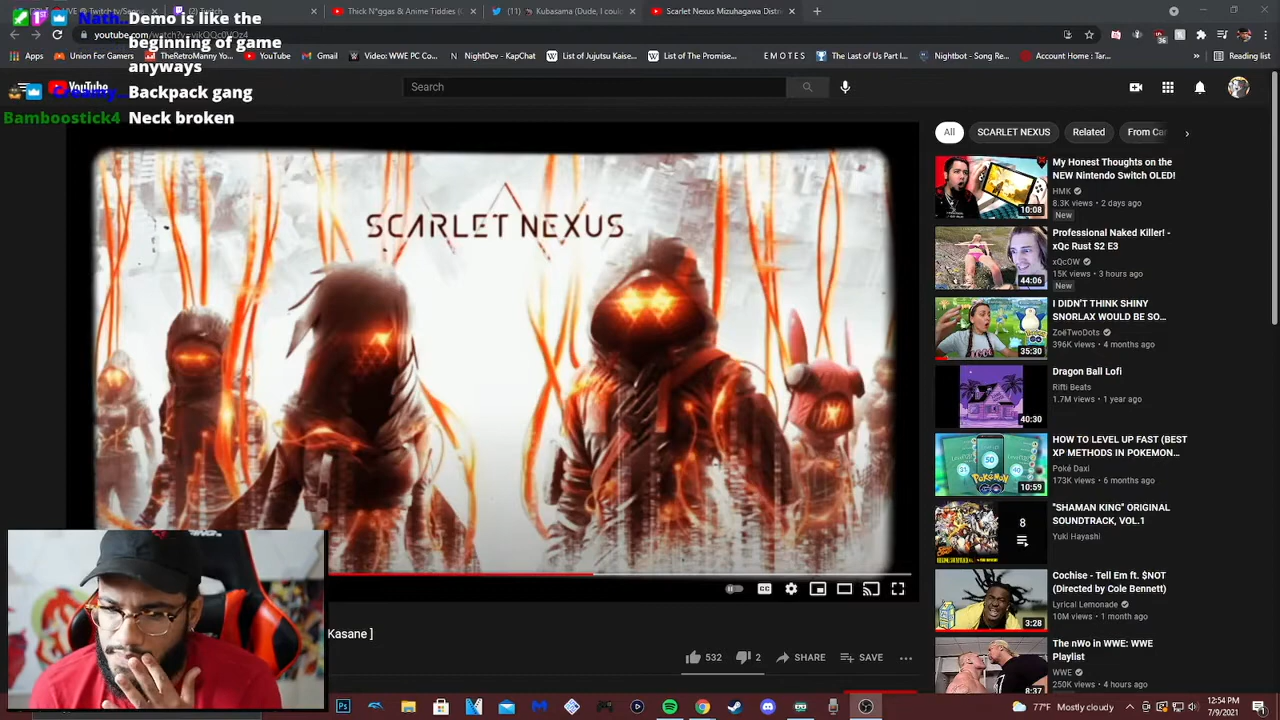 Twitch
Thick N*ggas & Anime Tiddies
(11) Kubasama (Dude, I could
Scarlet Nexus Mizuhagawa Dive
Nath..
Demo is like the
beginning of game
anyways
Backpack gang
Bamboostick4
Neck broken
Apps
Union For Gamers
TheRetroManny Yo...
YouTube
Gmail
Video: WWE PC Co...
NightDev - KapChat
List of Jujutsu Kaise...
List Of The Promise...
E M O T E S
The Last of Us Part I...
Nightbot - Song Re...
Account Home : Tar...
»
Reading list
YouTube
Search
SCARLET NEXUS
All
SCARLET NEXUS
Related
From Car
My Honest Thoughts on the
NEW Nintendo Switch OLED!
HMK
8.3K views • 2 days ago
New
10:08
Professional Naked Killer! -
xQc Rust S2 E3
xQcOW
15K views • 3 hours ago
New
44:06
I DIDN'T THINK SHINY
SNORLAX WOULD BE SO...
ZoëTwoDots
396K views • 4 months ago
35:30
Dragon Ball Lofi
Rifti Beats
1.7M views • 1 year ago
40:30
HOW TO LEVEL UP FAST (BEST
XP METHODS IN POKEMON...
Poké Daxi
173K views • 6 months ago
10:59
"SHAMAN KING" ORIGINAL
SOUNDTRACK, VOL.1
Yuki Hayashi
8
Cochise - Tell Em ft. $NOT
(Directed by Cole Bennett)
Lyrical Lemonade
10M views • 1 month ago
3:28
The nWo in WWE: WWE
Playlist
WWE
250K views • 4 hours ago
8:37
Kasane ]
532
2
SHARE
SAVE
77°F Mostly cloudy
12:54 PM
7/9/2021